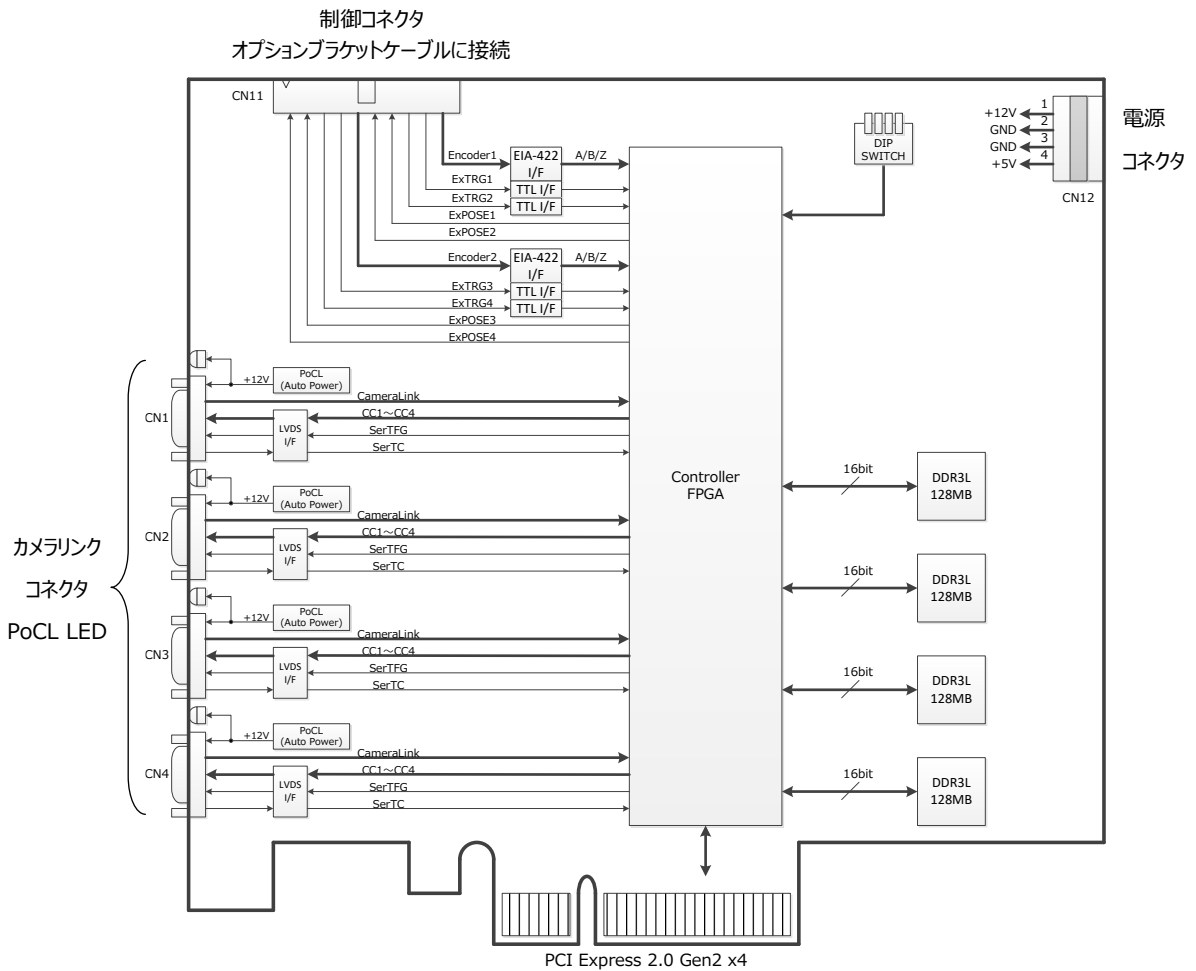 制御コネクタ
オプションブラケットケーブルに接続
CN11
Encoder1
EIA-422
I/F
A/B/Z
ExTRG1
TTL I/F
ExTRG2
TTL I/F
ExPOSE1
ExPOSE2
Encoder2
EIA-422
I/F
A/B/Z
ExTRG3
TTL I/F
ExTRG4
TTL I/F
ExPOSE3
ExPOSE4
DIP
SWITCH
+12V
1
GND
2
GND
3
+5V
4
CN12
電源
コネクタ
カメラリンク
コネクタ
PoCL LED
CN1
+12V
PoCL
(Auto Power)
CameraLink
CC1～CC4
LVDS
I/F
SerTFG
SerTC
CN2
+12V
PoCL
(Auto Power)
CameraLink
CC1～CC4
LVDS
I/F
SerTFG
SerTC
CN3
+12V
PoCL
(Auto Power)
CameraLink
CC1～CC4
LVDS
I/F
SerTFG
SerTC
CN4
+12V
PoCL
(Auto Power)
CameraLink
CC1～CC4
LVDS
I/F
SerTFG
SerTC
Controller
FPGA
16bit
DDR3L
128MB
16bit
DDR3L
128MB
16bit
DDR3L
128MB
16bit
DDR3L
128MB
PCI Express 2.0 Gen2 x4